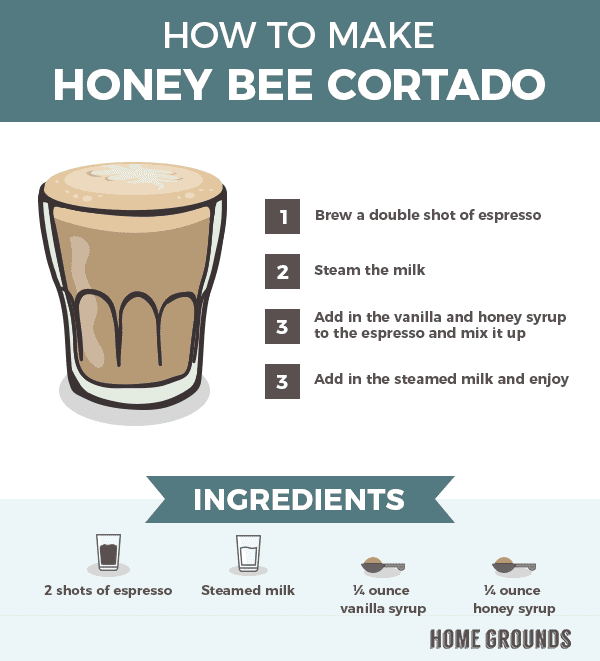 HOW TO MAKE
HONEY BEE CORTADO
1 Brew a double shot of espresso
2 Steam the milk
3 Add in the vanilla and honey syrup
to the espresso and mix it up
3 Add in the steamed milk and enjoy
INGREDIENTS
2 shots of espresso
Steamed milk
¼ ounce
vanilla syrup
¼ ounce
honey syrup
HOME GROUNDS